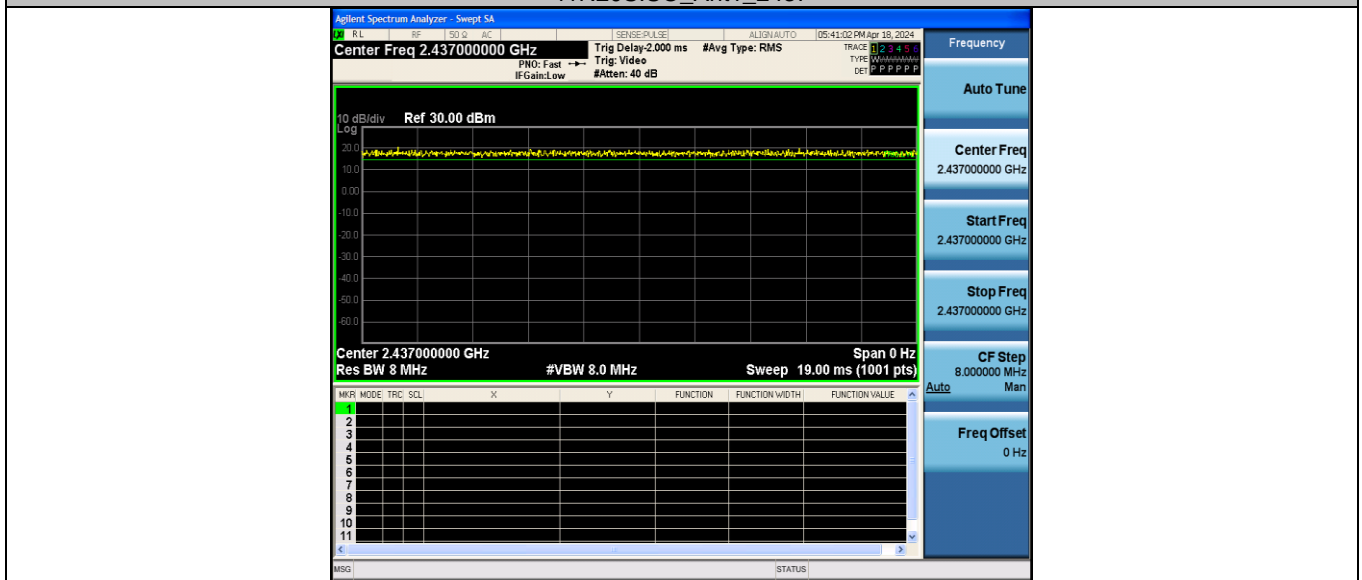 Agilent Spectrum Analyzer - Swept SA
RL RF 50 Ω AC SENSE:PULSE ALIGNAUTO 05:41:02 PM Apr 18, 2024
Center Freq 2.437000000 GHz
PNO: Fast
IFGain:Low
Trig Delay-2.000 ms
Trig: Video
#Atten: 40 dB
#Avg Type: RMS
TRACE 1 2 3 4 5 6
TYPE W
DET P P P P P P
10 dB/div
Log
Ref 30.00 dBm
20.0
10.0
0.00
-10.0
-20.0
-30.0
-40.0
-50.0
-60.0
Center 2.437000000 GHz
Span 0 Hz
Res BW 8 MHz
#VBW 8.0 MHz
Sweep 19.00 ms (1001 pts)
MKR MODE TRC SCL X Y FUNCTION FUNCTION WIDTH FUNCTION VALUE
1
2
3
4
5
6
7
8
9
10
11
MSG
STATUS
Frequency
Auto Tune
Center Freq
2.437000000 GHz
Start Freq
2.437000000 GHz
Stop Freq
2.437000000 GHz
CF Step
8.000000 MHz
Auto Man
Freq Offset
0 Hz